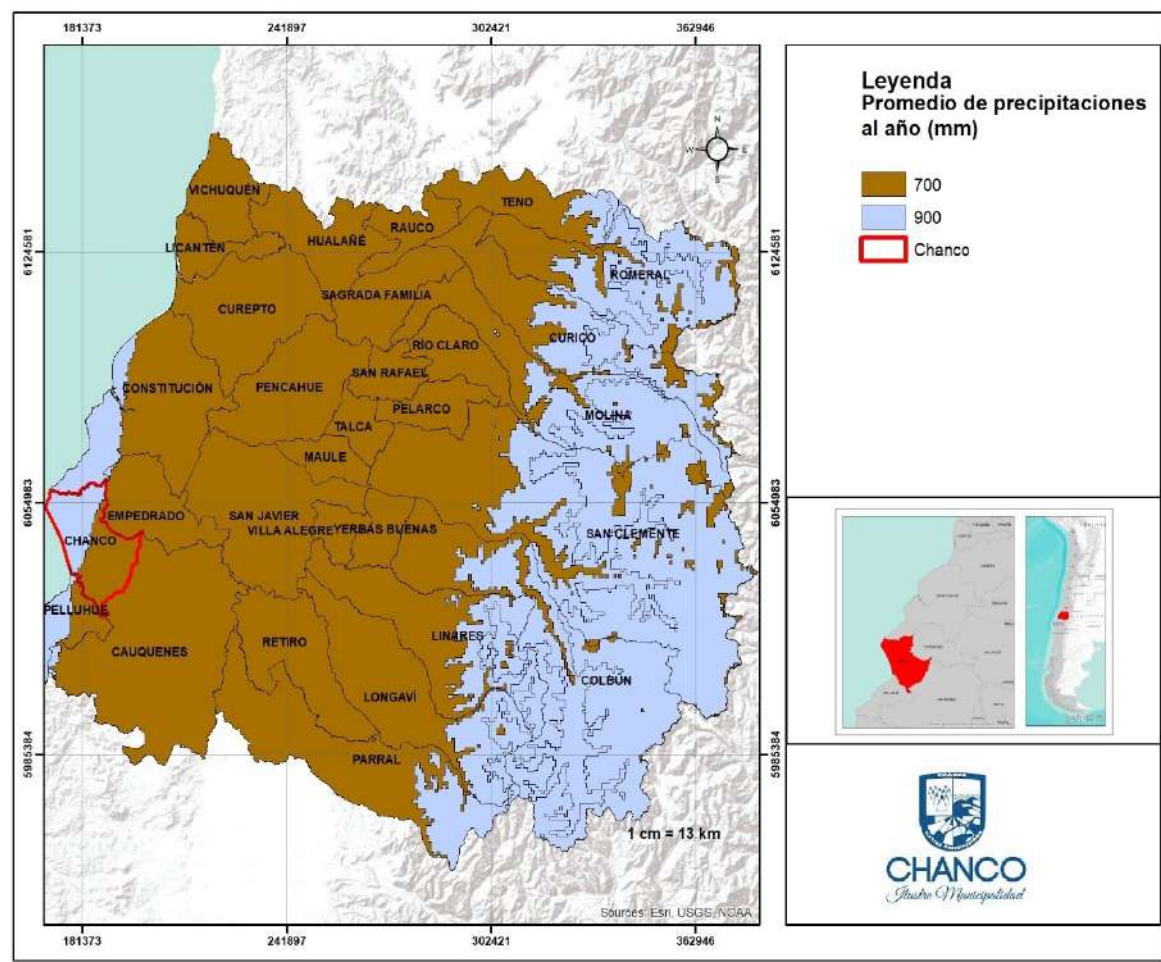 181373 241897 302421 362946
Leyenda
Promedio de precipitaciones
al año (mm)
700
900
Chanco
N
W E
S
VICHUQUÉN
TENO
RAUCO
HUALAÑÉ
LICANTÉN
6124581 6124581
ROMERAL
SAGRADA FAMILIA
CUREPTO
CURICÓ
RÍO CLARO
SAN RAFAEL
CONSTITUCIÓN
PENCAHUE
PELARCO
MOLINA
TALCA
MAULE
6054983 6054983
EMPEDRADO
SAN JAVIER
VILLA ALEGRE
YERBAS BUENAS
SAN CLEMENTE
CHANCO
PELLUHUE
LINARES
RETIRO
CAUQUENES
COLBÚN
LONGAVÍ
5985384 5985384
PARRAL
1 cm = 13 km
Sources: Esri, USGS, NOAA
181373 241897 302421 362946
CHANCO
Ilustre Municipalidad